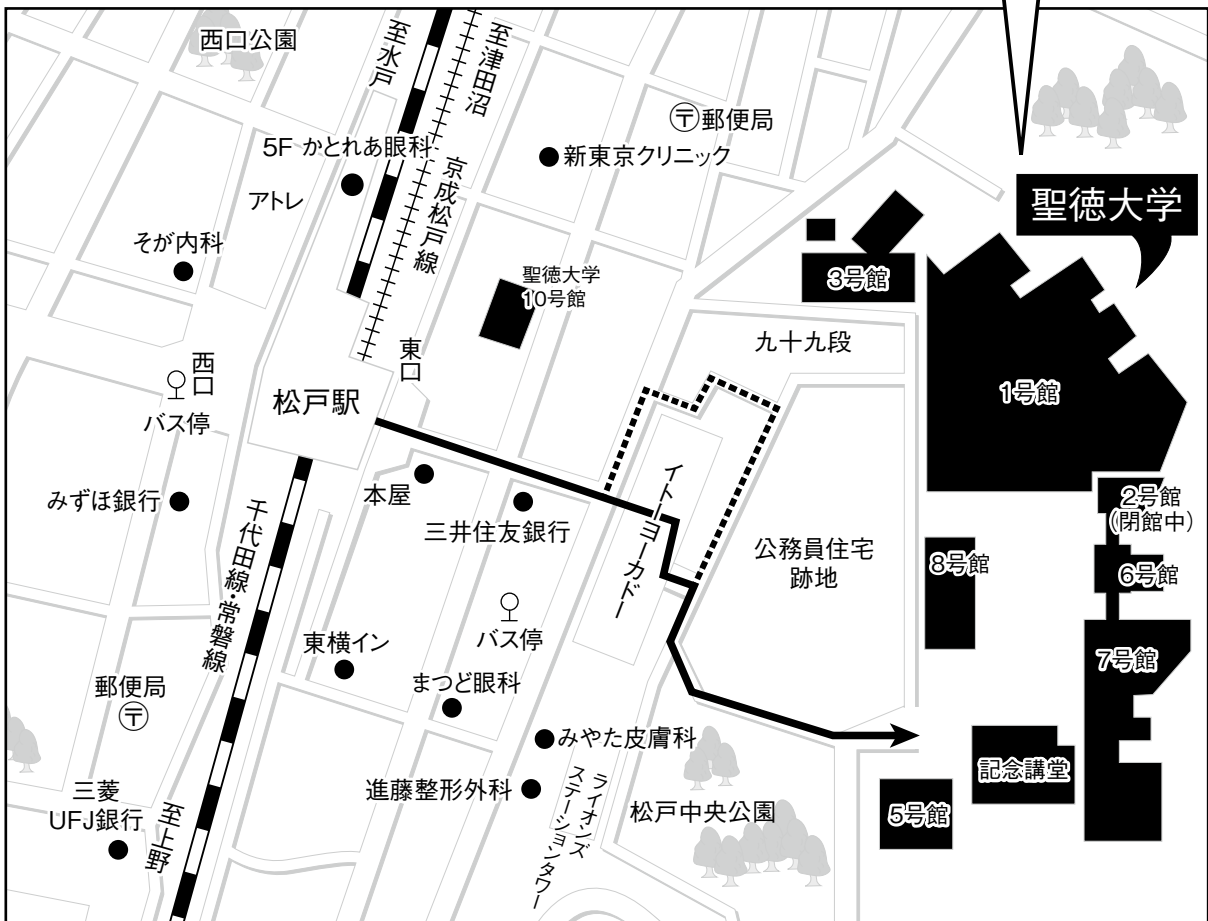 西口公園
至水戸
至津田沼
〒郵便局
5F かとれあ眼科
新東京クリニック
京成松戸線
アトレ
聖徳大学
そが内科
聖徳大学
10号館
3号館
東口
九十九段
西口
バス停
松戸駅
1号館
みずほ銀行
本屋
三井住友銀行
イトーヨーカドー
2号館
(閉館中)
公務員住宅
跡地
8号館
6号館
千代田線・常磐線
バス停
東横イン
まつど眼科
7号館
郵便局
〒
みやた皮膚科
進藤整形外科
ライオンズ
ステーションタワー
松戸中央公園
記念講堂
5号館
三菱
UFJ銀行
至上野